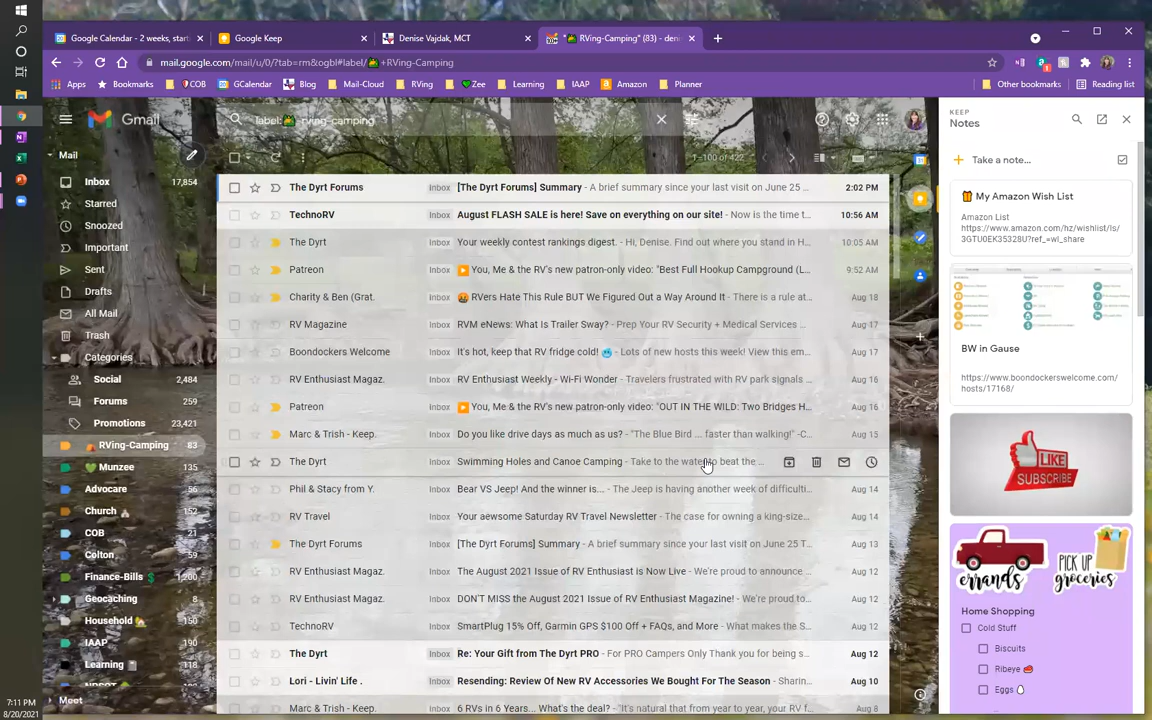 Google Calendar - 2 weeks, start
Google Keep
Denise Vajdak, MCT
"🏕+RVing-Camping" (83) - deni
mail.google.com/mail/u/0/?tab=rm&ogbl#label/🏕+RVing-Camping
Apps Bookmarks COB GCalendar Blog Mail-Cloud RVing Zee Learning IAAP Amazon Planner Other bookmarks Reading list
Gmail
label:🏕-rving-camping
1–100 of 422
Mail
Inbox 17,854
Starred
Snoozed
Important
Sent
Drafts
All Mail
Trash
Categories
Social 2,484
Forums 259
Promotions 23,421
RVing-Camping 83
Munzee 135
Advocate 56
Church 152
COB 21
Colton 59
Finance-Bills 1,200
Geocaching 8
Household
IAAP 190
Learning 118
Meet
The Dyrt Forums Inbox [The Dyrt Forums] Summary - A brief summary since your last visit on June 25 ... 2:02 PM
TechnoRV Inbox August FLASH SALE is here! Save on everything on our site! - Now is the time t... 10:56 AM
The Dyrt Inbox Your weekly contest rankings digest. - Hi, Denise. Find out where you stand in H... 10:05 AM
Patreon Inbox ▶ You, Me & the RV's new patron-only video: "Best Full Hookup Campground (L... 9:52 AM
Charity & Ben (Grat. Inbox 🤬 RVers Hate This Rule BUT We Figured Out a Way Around It - There is a rule at... Aug 18
RV Magazine Inbox RVM eNews: What is Trailer Sway? - Prep Your RV Security + Medical Services ... Aug 17
Boondockers Welcome Inbox It's hot, keep that RV fridge cold! 🥶 - Lots of new hosts this week! View this em... Aug 17
RV Enthusiast Magaz. Inbox RV Enthusiast Weekly - Wi-Fi Wonder - Travelers frustrated with RV park signals ... Aug 16
Patreon Inbox ▶ You, Me & the RV's new patron-only video: "OUT IN THE WILD: Two Bridges H... Aug 16
Marc & Trish - Keep. Inbox Do you like drive days as much as us? - "The Blue Bird ... faster than walking!" -C... Aug 15
The Dyrt Inbox Swimming Holes and Canoe Camping - Take to the water to beat the ...
Phil & Stacy from Y. Inbox Bear VS Jeep! And the winner is... - The Jeep is having another week of difficulti... Aug 14
RV Travel Inbox Your aewsome Saturday RV Travel Newsletter - The case for owning a king-size... Aug 14
The Dyrt Forums Inbox [The Dyrt Forums] Summary - A brief summary since your last visit on June 25 T... Aug 13
RV Enthusiast Magaz. Inbox The August 2021 Issue of RV Enthusiast is Now Live - We're proud to announce... Aug 12
RV Enthusiast Magaz. Inbox DON'T MISS the August 2021 Issue of RV Enthusiast Magazine! - We're proud to... Aug 12
TechnoRV Inbox SmartPlug 15% Off, Garmin GPS $100 Off + FAQs, and More - What makes the S... Aug 12
The Dyrt Inbox Re: Your Gift from The Dyrt PRO - For PRO Campers Only Thank you for being s... Aug 12
Lori - Livin' Life . Inbox Resending: Review Of New RV Accessories We Bought For The Season - Sharin... Aug 10
Marc & Trish - Keep. Inbox 6 RVs in 6 Years... What's the deal? - "It's natural that from year to year, your RV f... Aug 8
KEEP
Notes
Take a note...
🎁 My Amazon Wish List
Amazon List
https://www.amazon.com/hz/wishlist/ls/
3GTU0EK35328U?ref_=wl_share
BW in Gause
https://www.boondockerswelcome.com/
hosts/17168/
LIKE
SUBSCRIBE
errands
PICK UP
groceries
Home Shopping
Cold Stuff
Biscuits
Ribeye 🥩
Eggs 🥚
7:11 PM
8/20/2021